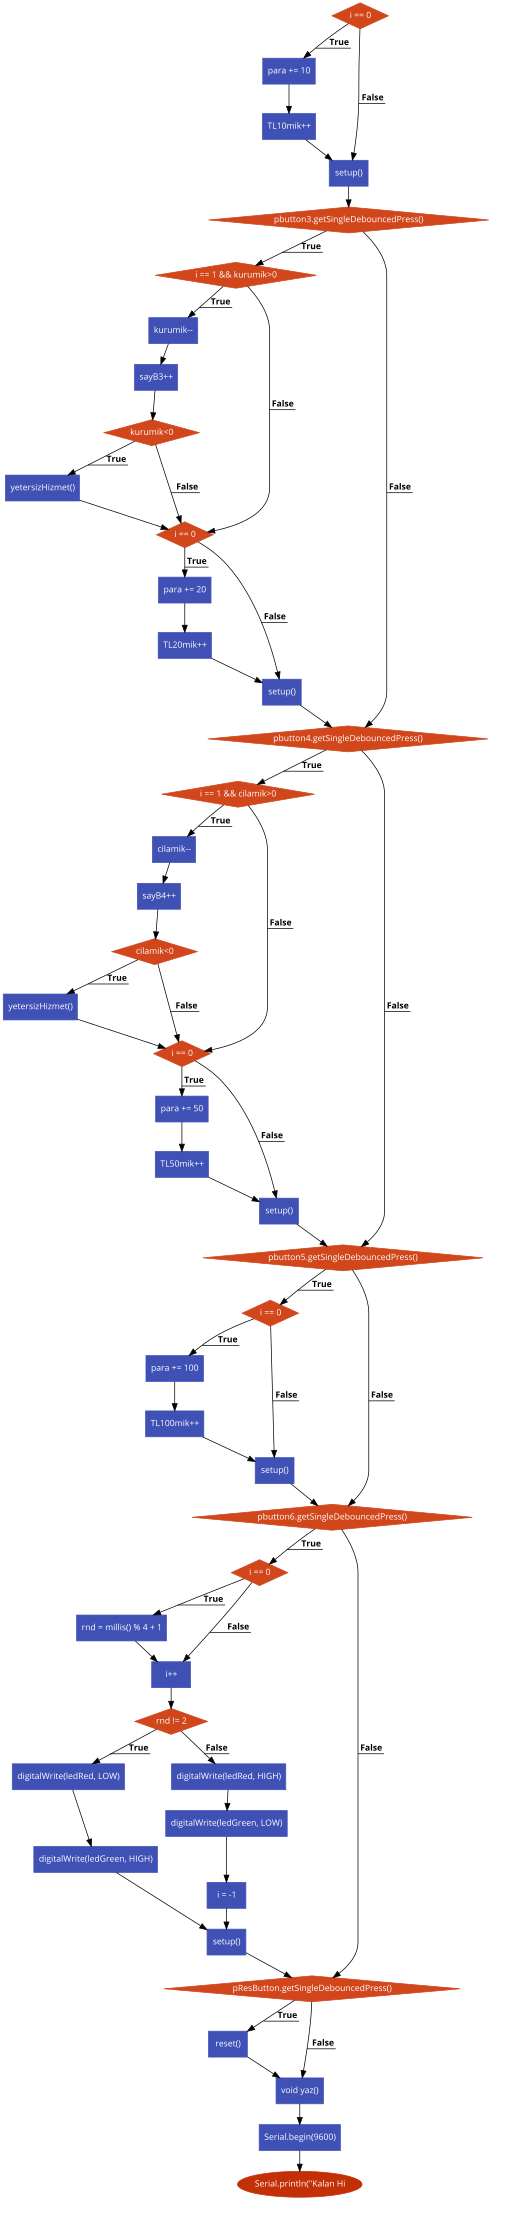 i == 0
True
para += 10
False
TL10mik++
setup()
pbutton3.getSingleDebouncedPress()
True
i == 1 && kurumik>0
True
kurumik--
sayB3++
False
kurumik<0
True
yetersizHizmet()
False
False
i == 0
True
para += 20
False
TL20mik++
setup()
pbutton4.getSingleDebouncedPress()
True
i == 1 && cilamik>0
True
cilamik--
sayB4++
False
cilamik<0
True
yetersizHizmet()
False
False
i == 0
True
para += 50
False
TL50mik++
setup()
pbutton5.getSingleDebouncedPress()
True
i == 0
True
para += 100
False
False
TL100mik++
setup()
pbutton6.getSingleDebouncedPress()
True
i == 0
True
rnd = millis() % 4 + 1
False
i++
rnd != 2
True
False
False
digitalWrite(ledRed, LOW)
digitalWrite(ledRed, HIGH)
digitalWrite(ledGreen, LOW)
digitalWrite(ledGreen, HIGH)
i = -1
setup()
pResButton.getSingleDebouncedPress()
True
reset()
False
void yaz()
Serial.begin(9600)
Serial.println("Kalan Hi